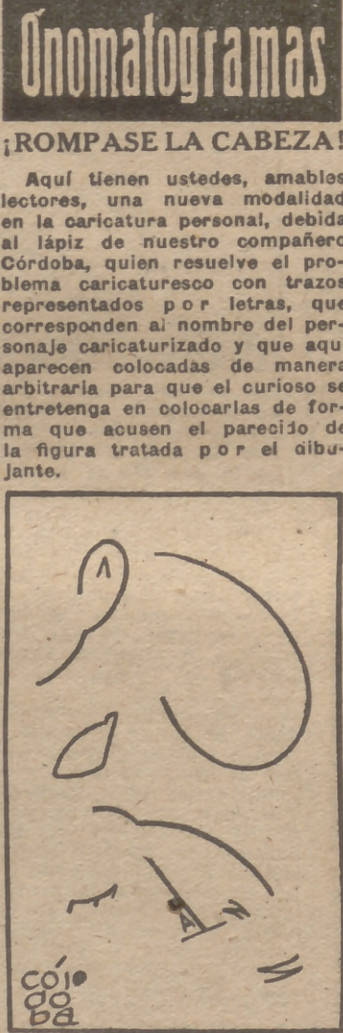 Onomatogramas
¡ROMPASE LA CABEZA!
Aquí tienen ustedes, amables
lectores, una nueva modalidad
en la caricatura personal, debida
al lápiz de nuestro compañero
Córdoba, quien resuelve el pro-
blema caricaturesco con trazos
representados por letras, que
corresponden al nombre del per-
sonaje caricaturizado y que aquí
aparecen colocadas de manera
arbitraria para que el curioso se
entretenga en colocarlas de for-
ma que acusen el parecido de
la figura tratada por el dibu-
jante.
A
córdoba